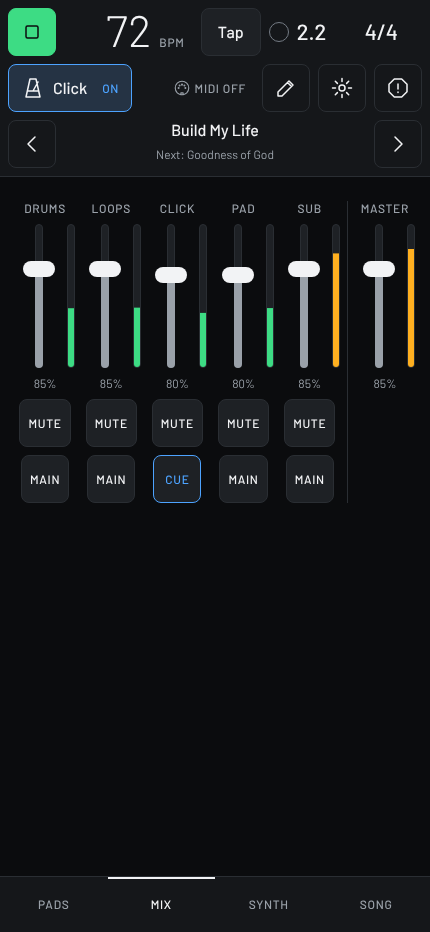 72 BPM
Tap
2.2
4/4
Click ON
MIDI OFF
Build My Life
Next: Goodness of God
DRUMS LOOPS CLICK PAD SUB MASTER
85% 85% 80% 80% 85% 85%
MUTE MUTE MUTE MUTE MUTE
MAIN MAIN CUE MAIN MAIN
PADS MIX SYNTH SONG